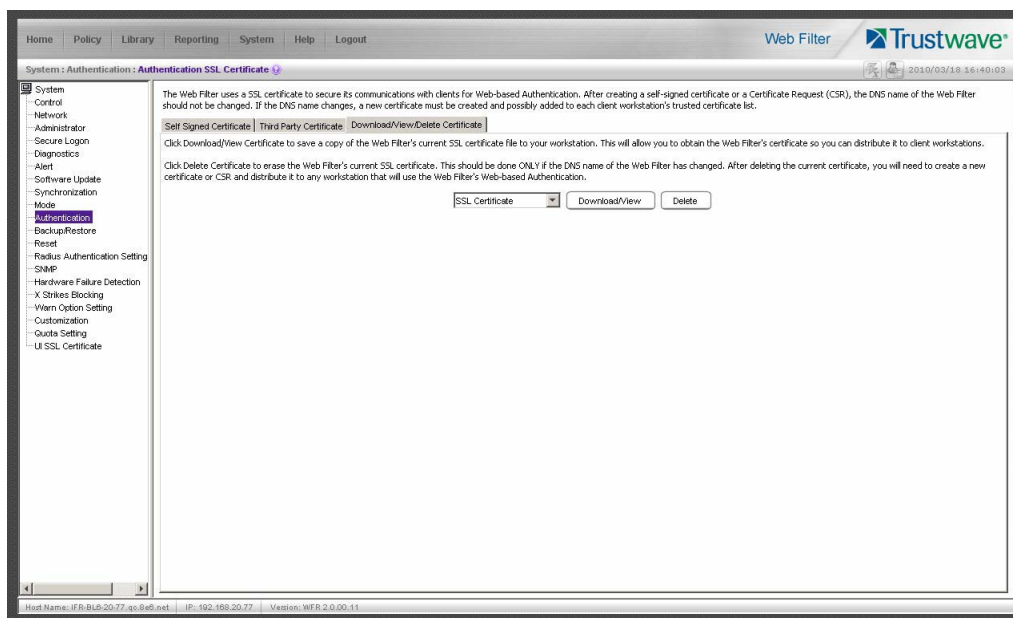 Home Policy Library Reporting System Help Logout
Web Filter
Trustwave®
System : Authentication : Authentication SSL Certificate
2010/03/18 16:40:03
System
Control
Network
Administrator
Secure Logon
Diagnostics
Alert
Software Update
Synchronization
Mode
Authentication
Backup/Restore
Reset
Radius Authentication Setting
SNMP
Hardware Failure Detection
X Strikes Blocking
Warn Option Setting
Customization
Quota Setting
UI SSL Certificate
The Web Filter uses a SSL certificate to secure its communications with clients for Web-based Authentication. After creating a self-signed certificate or a Certificate Request (CSR), the DNS name of the Web Filter
should not be changed. If the DNS name changes, a new certificate must be created and possibly added to each client workstation's trusted certificate list.
Self Signed Certificate Third Party Certificate Download/View/Delete Certificate
Click Download/View Certificate to save a copy of the Web Filter's current SSL certificate file to your workstation. This will allow you to obtain the Web Filter's certificate so you can distribute it to client workstations.
Click Delete Certificate to erase the Web Filter's current SSL certificate. This should be done ONLY if the DNS name of the Web Filter has changed. After deleting the current certificate, you will need to create a new
certificate or CSR and distribute it to any workstation that will use the Web Filter's Web-based Authentication.
SSL Certificate Download/View Delete
Host Name: IFR-BL6-20-77.qc.8e6.net IP: 192.168.20.77 Version: WFR 2.0.00.11